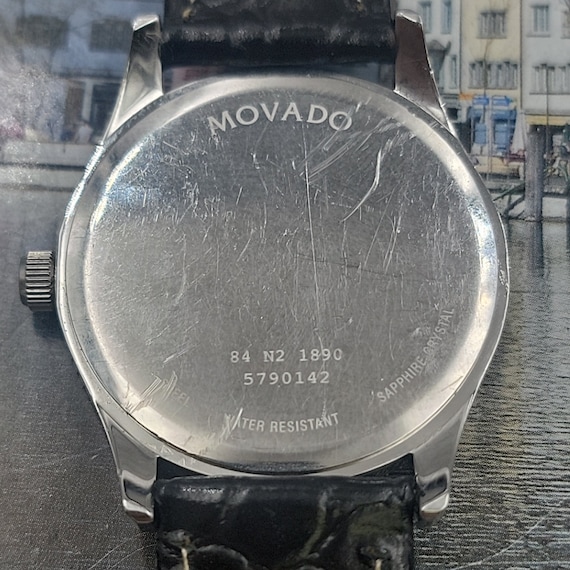 MOVADO
84 N2 1890
5790142
SAPPHIRE CRYSTAL
WATER RESISTANT